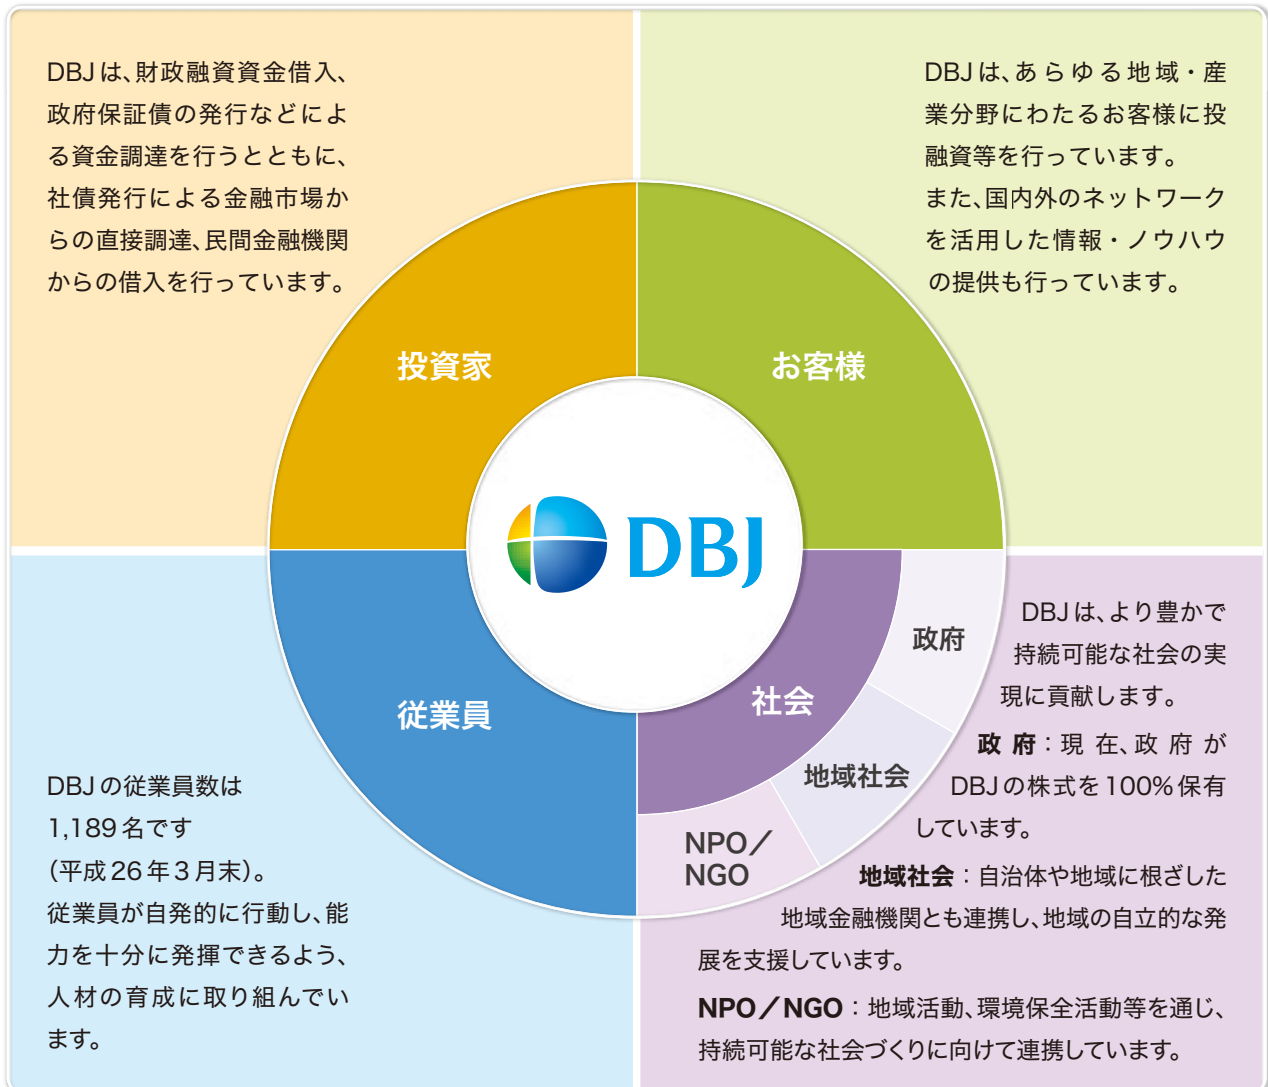 DBJは、財政融資資金借入、
政府保証債の発行などによ
る資金調達を行うとともに、
社債発行による金融市場か
らの直接調達、民間金融機関
からの借入を行っています。
DBJは、あらゆる地域・産
業分野にわたるお客様に投
融資等を行っています。
また、国内外のネットワーク
を活用した情報・ノウハウ
の提供も行っています。
投資家
お客様
DBJ
従業員
社会
政府
地域社会
NPO／
NGO
DBJの従業員数は
1,189名です
（平成26年3月末）。
従業員が自発的に行動し、能
力を十分に発揮できるよう、
人材の育成に取り組んでい
ます。
DBJは、より豊かで
持続可能な社会の実
現に貢献します。
政府：現在、政府が
DBJの株式を100%保有
しています。
地域社会：自治体や地域に根ざした
地域金融機関とも連携し、地域の自立的な発
展を支援しています。
NPO／NGO：地域活動、環境保全活動等を通じ、
持続可能な社会づくりに向けて連携しています。